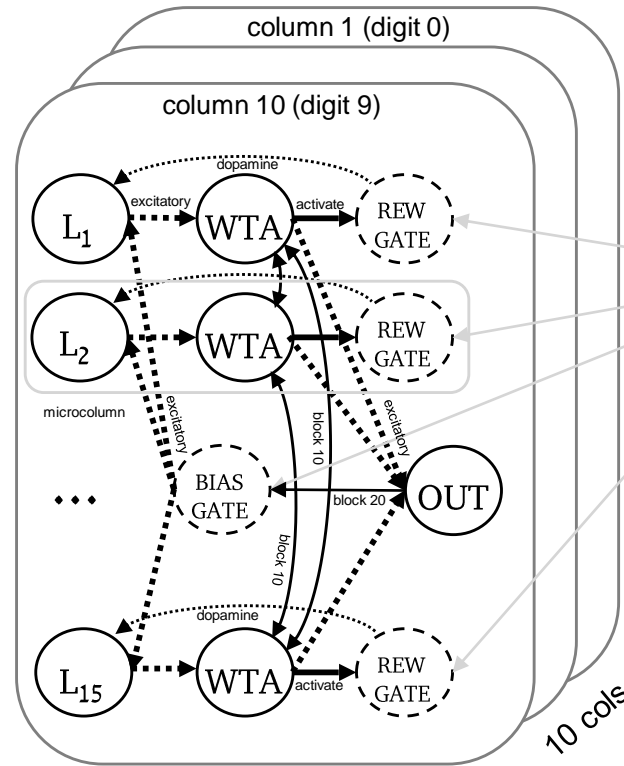 column 1 (digit 0)
column 10 (digit 9)
dopamine
L1
excitatory
WTA
activate
REW
GATE
L2
WTA
REW
GATE
microcolumn
excitatory
block 10
excitatory
...
BIAS
GATE
block 20
OUT
block 10
dopamine
L15
WTA
activate
REW
GATE
10 cols